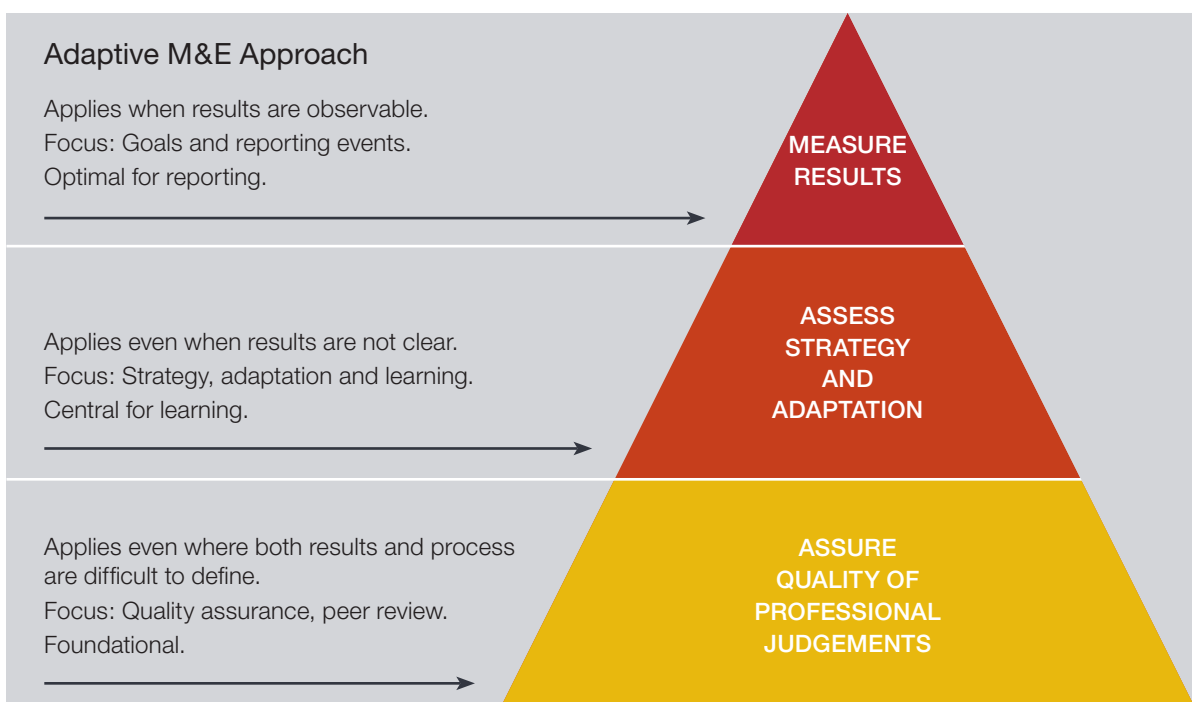 Adaptive M&E Approach
Applies when results are observable.
Focus: Goals and reporting events.
Optimal for reporting.
MEASURE
RESULTS
Applies even when results are not clear.
Focus: Strategy, adaptation and learning.
Central for learning.
ASSESS
STRATEGY
AND
ADAPTATION
Applies even where both results and process
are difficult to define.
Focus: Quality assurance, peer review.
Foundational.
ASSURE
QUALITY OF
PROFESSIONAL
JUDGEMENTS